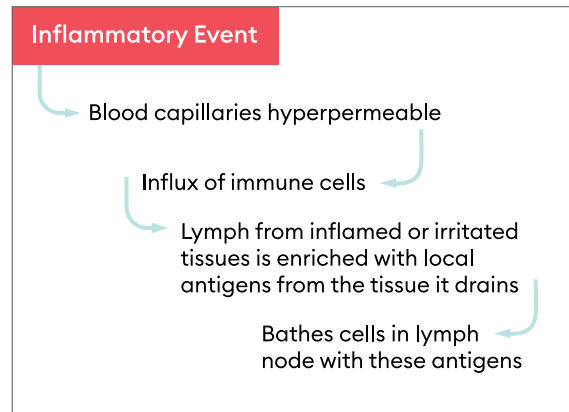 Inflammatory Event
Blood capillaries hyperpermeable
Influx of immune cells
Lymph from inflamed or irritated
tissues is enriched with local
antigens from the tissue it drains
Bathes cells in lymph
node with these antigens